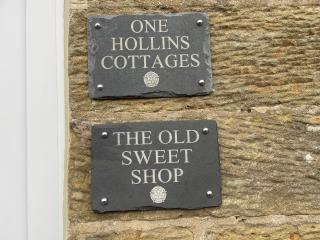 ONE
HOLLINS
COTTAGES
THE OLD
SWEET
SHOP